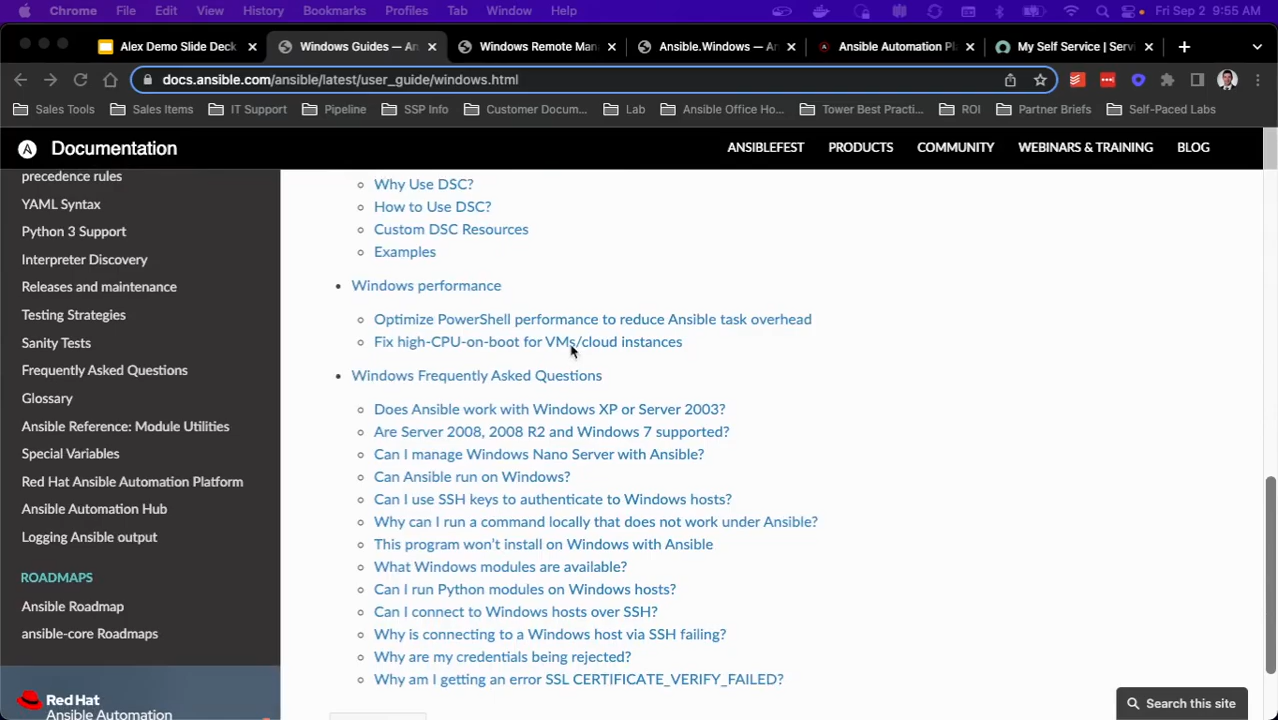 Chrome File Edit View History Bookmarks Profiles Tab Window Help Fri Sep 2 9:55 AM
Alex Demo Slide Deck Windows Guides — An Windows Remote Man Ansible.Windows — An Ansible Automation Pla My Self Service | Servi
docs.ansible.com/ansible/latest/user_guide/windows.html
Sales Tools Sales Items IT Support Pipeline SSP Info Customer Docum... Lab Ansible Office Ho... Tower Best Practi... ROI Partner Briefs Self-Paced Labs
Documentation ANSIBLEFEST PRODUCTS COMMUNITY WEBINARS & TRAINING BLOG
precedence rules
YAML Syntax
Python 3 Support
Interpreter Discovery
Releases and maintenance
Testing Strategies
Sanity Tests
Frequently Asked Questions
Glossary
Ansible Reference: Module Utilities
Special Variables
Red Hat Ansible Automation Platform
Ansible Automation Hub
Logging Ansible output
ROADMAPS
Ansible Roadmap
ansible-core Roadmaps
Red Hat
Ansible Automation
Why Use DSC?
How to Use DSC?
Custom DSC Resources
Examples
Windows performance
Optimize PowerShell performance to reduce Ansible task overhead
Fix high-CPU-on-boot for VMs/cloud instances
Windows Frequently Asked Questions
Does Ansible work with Windows XP or Server 2003?
Are Server 2008, 2008 R2 and Windows 7 supported?
Can I manage Windows Nano Server with Ansible?
Can Ansible run on Windows?
Can I use SSH keys to authenticate to Windows hosts?
Why can I run a command locally that does not work under Ansible?
This program won't install on Windows with Ansible
What Windows modules are available?
Can I run Python modules on Windows hosts?
Can I connect to Windows hosts over SSH?
Why is connecting to a Windows host via SSH failing?
Why are my credentials being rejected?
Why am I getting an error SSL CERTIFICATE_VERIFY_FAILED?
Search this site